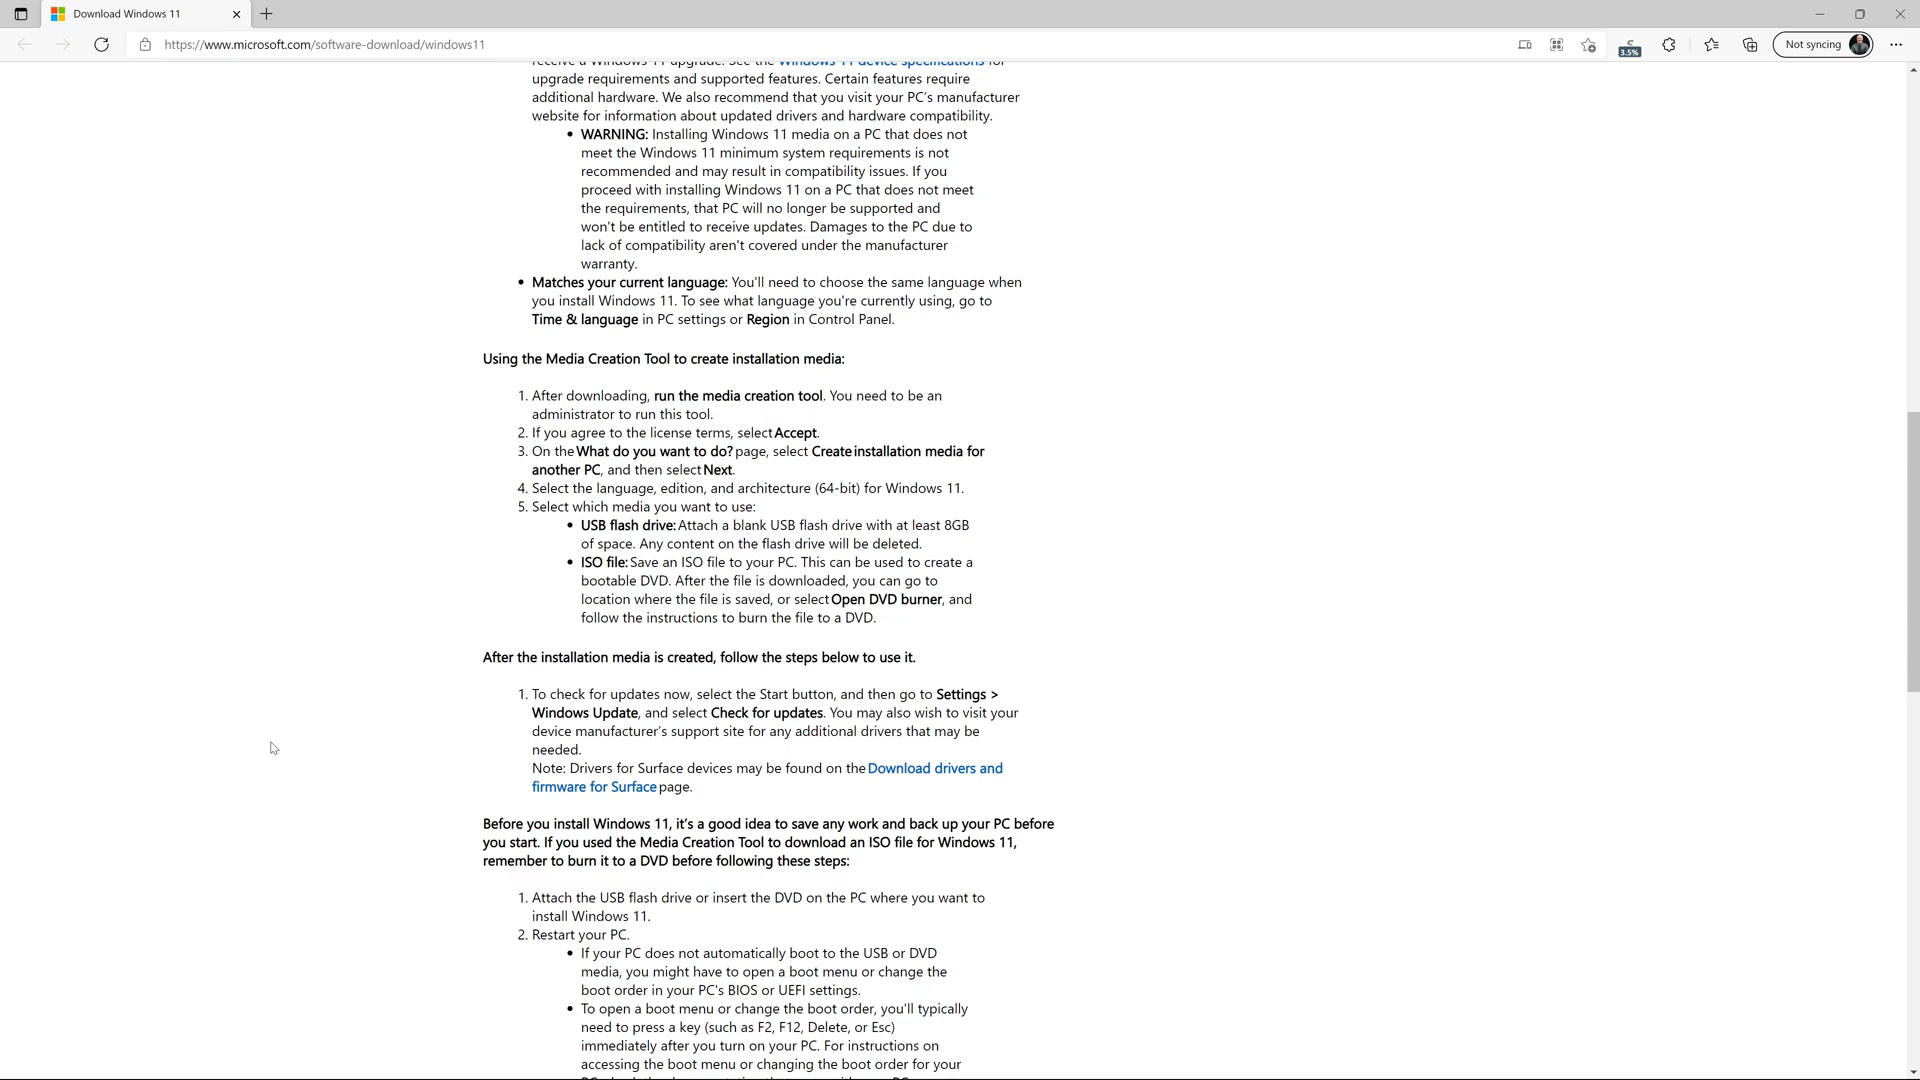 Download Windows 11
https://www.microsoft.com/software-download/windows11
3.5%
Not syncing
receive a Windows 11 upgrade. See the Windows 11 device specifications for
upgrade requirements and supported features. Certain features require
additional hardware. We also recommend that you visit your PC's manufacturer
website for information about updated drivers and hardware compatibility.
• WARNING: Installing Windows 11 media on a PC that does not
meet the Windows 11 minimum system requirements is not
recommended and may result in compatibility issues. If you
proceed with installing Windows 11 on a PC that does not meet
the requirements, that PC will no longer be supported and
won't be entitled to receive updates. Damages to the PC due to
lack of compatibility aren't covered under the manufacturer
warranty.
• Matches your current language: You'll need to choose the same language when
you install Windows 11. To see what language you're currently using, go to
Time & language in PC settings or Region in Control Panel.
Using the Media Creation Tool to create installation media:
1. After downloading, run the media creation tool. You need to be an
administrator to run this tool.
2. If you agree to the license terms, select Accept.
3. On the What do you want to do? page, select Create installation media for
another PC, and then select Next.
4. Select the language, edition, and architecture (64-bit) for Windows 11.
5. Select which media you want to use:
• USB flash drive: Attach a blank USB flash drive with at least 8GB
of space. Any content on the flash drive will be deleted.
• ISO file: Save an ISO file to your PC. This can be used to create a
bootable DVD. After the file is downloaded, you can go to
location where the file is saved, or select Open DVD burner, and
follow the instructions to burn the file to a DVD.
After the installation media is created, follow the steps below to use it.
1. To check for updates now, select the Start button, and then go to Settings >
Windows Update, and select Check for updates. You may also wish to visit your
device manufacturer's support site for any additional drivers that may be
needed.
Note: Drivers for Surface devices may be found on the Download drivers and
firmware for Surface page.
Before you install Windows 11, it's a good idea to save any work and back up your PC before
you start. If you used the Media Creation Tool to download an ISO file for Windows 11,
remember to burn it to a DVD before following these steps:
1. Attach the USB flash drive or insert the DVD on the PC where you want to
install Windows 11.
2. Restart your PC.
• If your PC does not automatically boot to the USB or DVD
media, you might have to open a boot menu or change the
boot order in your PC's BIOS or UEFI settings.
• To open a boot menu or change the boot order, you'll typically
need to press a key (such as F2, F12, Delete, or Esc)
immediately after you turn on your PC. For instructions on
accessing the boot menu or changing the boot order for your